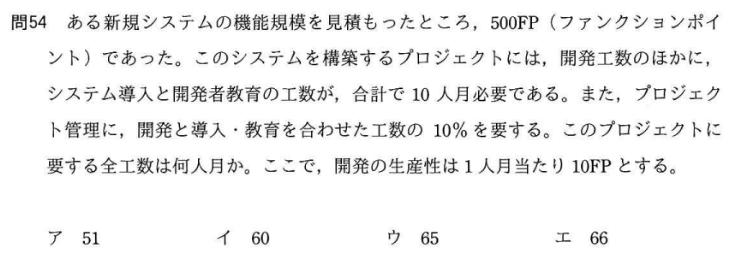 問54 ある新規システムの機能規模を見積もったところ，500FP（ファンクションポイ
ント）であった。このシステムを構築するプロジェクトには，開発工数のほかに，
システム導入と開発者教育の工数が，合計で 10 人月必要である。また，プロジェク
ト管理に，開発と導入・教育を合わせた工数の 10％を要する。このプロジェクトに
要する全工数は何人月か。ここで，開発の生産性は 1 人月当たり 10FP とする。
ア 51 イ 60 ウ 65 エ 66